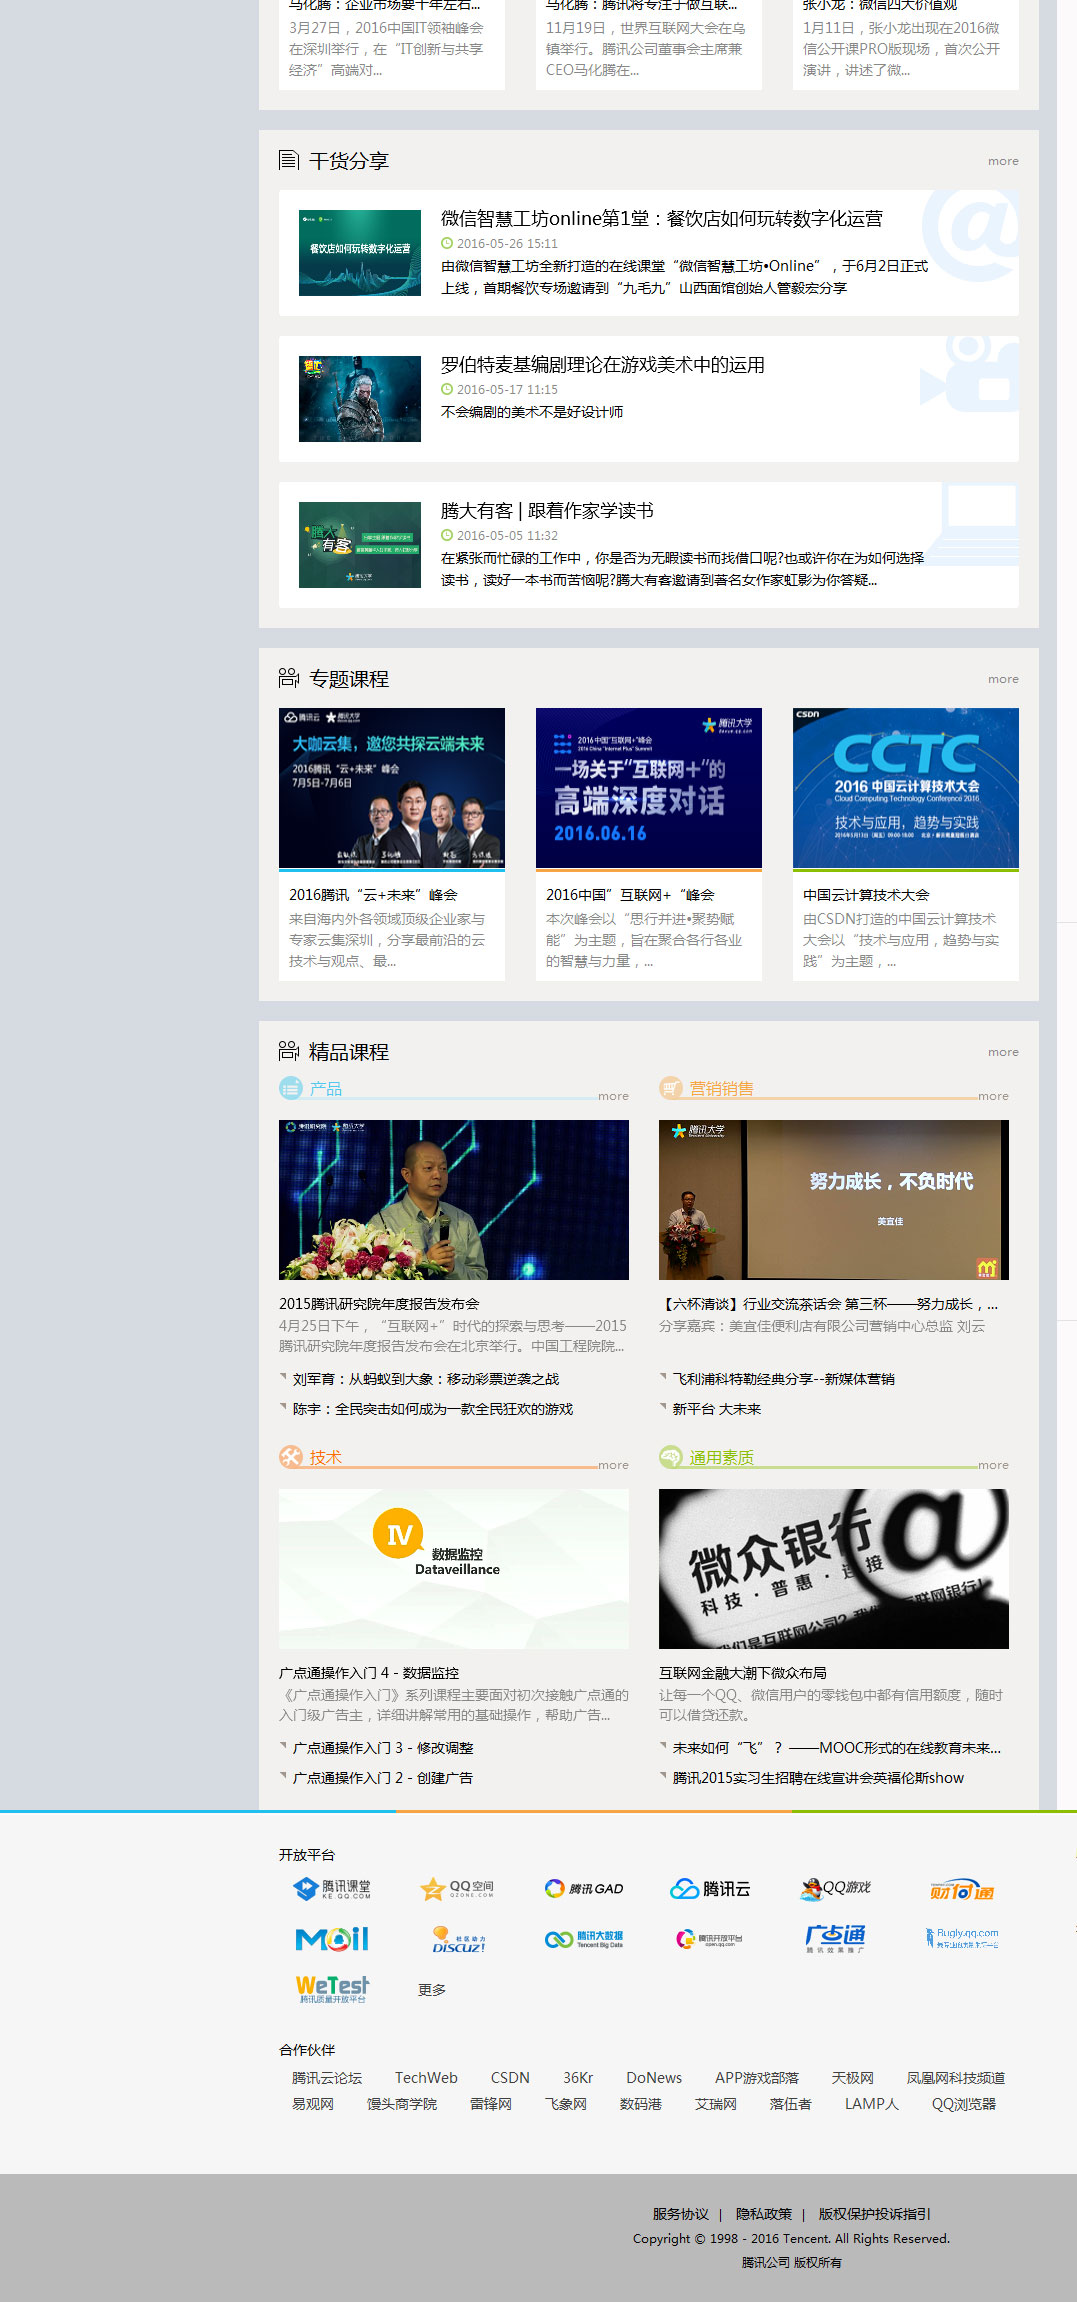 马化腾：企业市场要十年左右...
3月27日，2016中国IT领袖峰会
在深圳举行，在“IT创新与共享
经济”高端对...
马化腾：腾讯将专注于做互联...
11月19日，世界互联网大会在乌
镇举行。腾讯公司董事会主席兼
CEO马化腾在...
张小龙：微信四大价值观
1月11日，张小龙出现在2016微
信公开课PRO版现场，首次公开
演讲，讲述了微...
干货分享
more
餐饮店如何玩转数字化运营
微信智慧工坊online第1堂：餐饮店如何玩转数字化运营
2016-05-26 15:11
由微信智慧工坊全新打造的在线课堂“微信智慧工坊•Online”，于6月2日正式
上线，首期餐饮专场邀请到“九毛九”山西面馆创始人管毅宏分享
罗伯特麦基编剧理论在游戏美术中的运用
2016-05-17 11:15
不会编剧的美术不是好设计师
腾大
有客
腾讯大学
腾大有客 | 跟着作家学读书
2016-05-05 11:32
在紧张而忙碌的工作中，你是否为无暇读书而找借口呢?也或许你在为如何选择
读书，读好一本书而苦恼呢?腾大有客邀请到著名女作家虹影为你答疑...
专题课程
more
腾讯云 腾讯大学
大咖云集，邀您共探云端未来
2016腾讯“云+未来”峰会
7月5日-7月6日
2016腾讯“云+未来”峰会
来自海内外各领域顶级企业家与
专家云集深圳，分享最前沿的云
技术与观点、最...
腾讯大学
2016中国“互联网+”峰会
2016 China "Internet Plus" Summit
一场关于“互联网+”的
高端深度对话
2016.06.16
2016中国”互联网+“峰会
本次峰会以“思行并进•聚势赋
能”为主题，旨在聚合各行各业
的智慧与力量，...
CSDN
CCTC
2016 中国云计算技术大会
Cloud Computing Technology Conference 2016
技术与应用，趋势与实践
中国云计算技术大会
由CSDN打造的中国云计算技术
大会以“技术与应用，趋势与实
践”为主题，...
精品课程
more
产品
more
腾讯研究院 腾讯大学
2015腾讯研究院年度报告发布会
4月25日下午，“互联网+”时代的探索与思考——2015
腾讯研究院年度报告发布会在北京举行。中国工程院院...
刘军育：从蚂蚁到大象：移动彩票逆袭之战
陈宇：全民突击如何成为一款全民狂欢的游戏
营销销售
more
腾讯大学
Tencent University
努力成长，不负时代
美宜佳
【六杯清谈】行业交流茶话会 第三杯——努力成长，...
分享嘉宾：美宜佳便利店有限公司营销中心总监 刘云
飞利浦科特勒经典分享--新媒体营销
新平台 大未来
技术
more
IV
数据监控
Dataveillance
广点通操作入门 4 - 数据监控
《广点通操作入门》系列课程主要面对初次接触广点通的
入门级广告主，详细讲解常用的基础操作，帮助广告...
广点通操作入门 3 - 修改调整
广点通操作入门 2 - 创建广告
通用素质
more
微众银行
科技·普惠·连接
互联网金融大潮下微众布局
让每一个QQ、微信用户的零钱包中都有信用额度，随时
可以借贷还款。
未来如何“飞”？——MOOC形式的在线教育未来...
腾讯2015实习生招聘在线宣讲会英福伦斯show
开放平台
腾讯课堂
KE.QQ.COM
QQ空间
QZONE.COM
腾讯GAD
腾讯云
QQ游戏
财付通
Mail
社区动力
DISCUZ!
腾讯大数据
Tencent Big Data
腾讯开放平台
open.qq.com
广点通
腾讯效果推广
Bugly.qq.com
WeTest
腾讯质量开放平台
更多
合作伙伴
腾讯云论坛 TechWeb CSDN 36Kr DoNews APP游戏部落 天极网 凤凰网科技频道
易观网 馒头商学院 雷锋网 飞象网 数码港 艾瑞网 落伍者 LAMP人 QQ浏览器
服务协议 | 隐私政策 | 版权保护投诉指引
Copyright © 1998 - 2016 Tencent. All Rights Reserved.
腾讯公司 版权所有